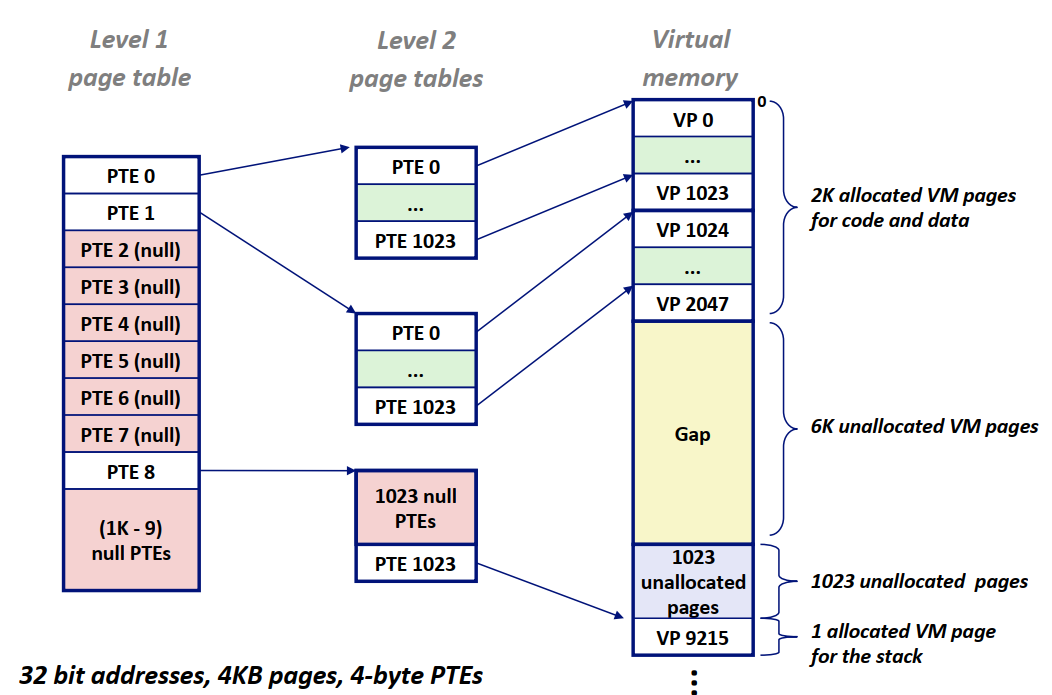 Level 1
page table
Level 2
page tables
Virtual
memory
PTE 0
PTE 1
PTE 2 (null)
PTE 3 (null)
PTE 4 (null)
PTE 5 (null)
PTE 6 (null)
PTE 7 (null)
PTE 8
(1K - 9)
null PTEs
PTE 0
...
PTE 1023
PTE 0
...
PTE 1023
1023 null
PTEs
PTE 1023
0
VP 0
...
VP 1023
VP 1024
...
VP 2047
Gap
1023
unallocated
pages
VP 9215
2K allocated VM pages
for code and data
6K unallocated VM pages
1023 unallocated  pages
1 allocated VM page
for the stack
32 bit addresses, 4KB pages, 4-byte PTEs